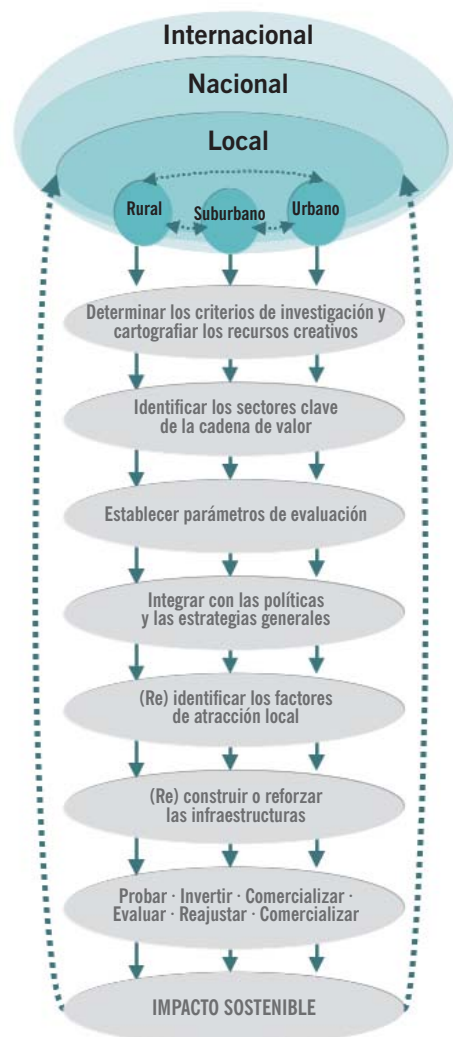 Internacional
Nacional
Local
Rural
Suburbano
Urbano
Determinar los criterios de investigación y
cartografiar los recursos creativos
Identificar los sectores clave
de la cadena de valor
Establecer parámetros de evaluación
Integrar con las políticas
y las estrategias generales
(Re) identificar los factores
de atracción local
(Re) construir o reforzar
las infraestructuras
Probar · Invertir · Comercializar ·
Evaluar · Reajustar · Comercializar
IMPACTO SOSTENIBLE